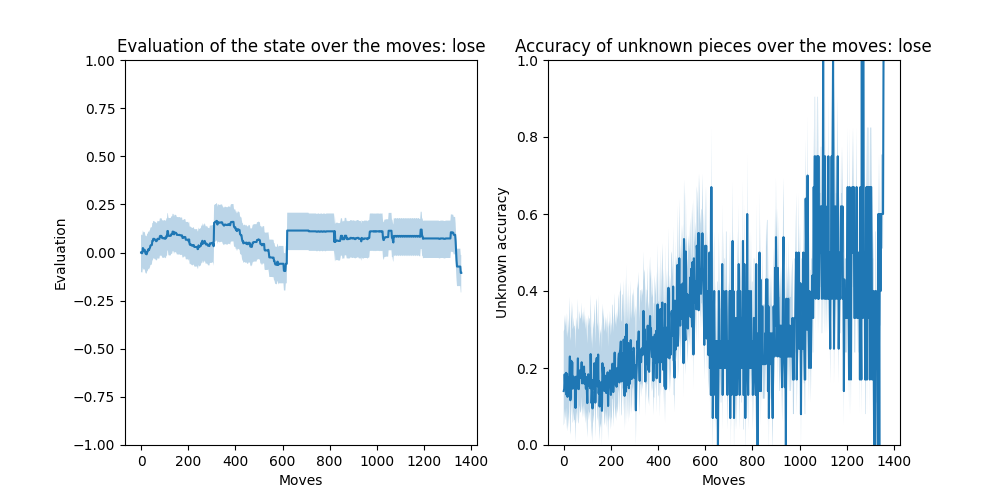 Evaluation of the state over the moves: lose
1.00
0.75
0.50
0.25
0.00
−0.25
−0.50
−0.75
−1.00
Evaluation
0 200 400 600 800 1000 1200 1400
Moves
Accuracy of unknown pieces over the moves: lose
1.0
0.8
0.6
0.4
0.2
0.0
Unknown accuracy
0 200 400 600 800 1000 1200 1400
Moves